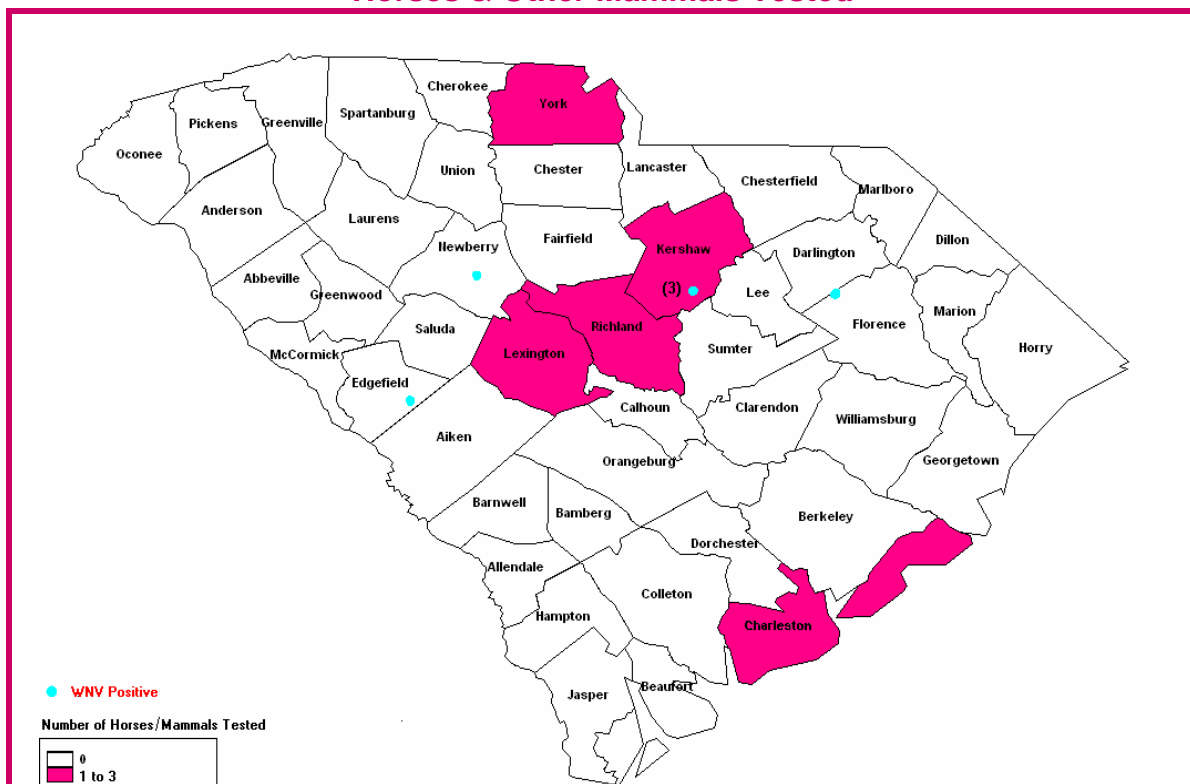 Horses & Other Mammals Tested
Cherokee
York
Spartanburg
Greenville
Pickens
Oconee
Union
Chester
Lancaster
Chesterfield
Marlboro
Anderson
Laurens
Fairfield
Newberry
Kershaw
Darlington
Dillon
Abbeville
Greenwood
(3)
Lee
Marion
Saluda
Richland
Florence
McCormick
Lexington
Sumter
Horry
Edgefield
Calhoun
Clarendon
Williamsburg
Aiken
Orangeburg
Georgetown
Barnwell
Bamberg
Berkeley
Dorchester
Allendale
Colleton
Hampton
Charleston
Jasper
Beaufort
WNV Positive
Number of Horses/Mammals Tested
0
1 to 3